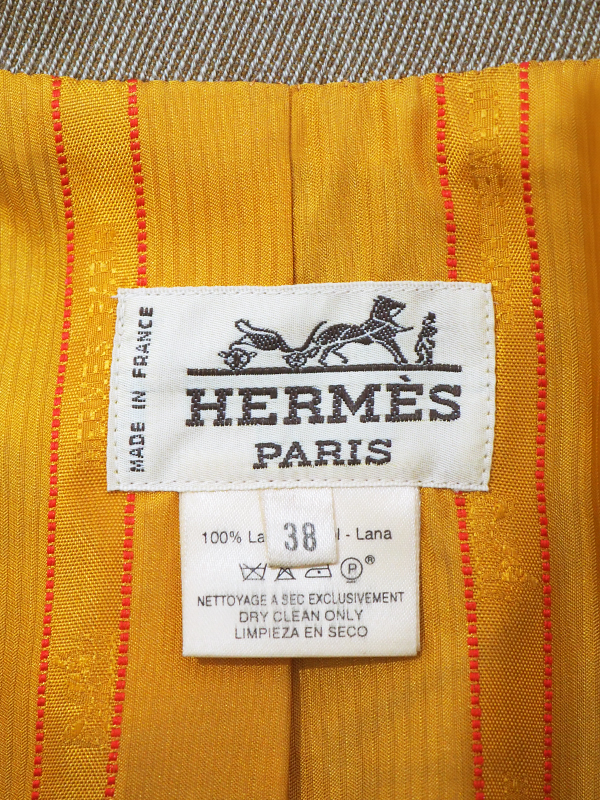 MADE IN FRANCE
HERMÈS
PARIS
38
100% La l - Lana
P ®
NETTOYAGE A SEC EXCLUSIVEMENT
DRY CLEAN ONLY
LIMPIEZA EN SECO